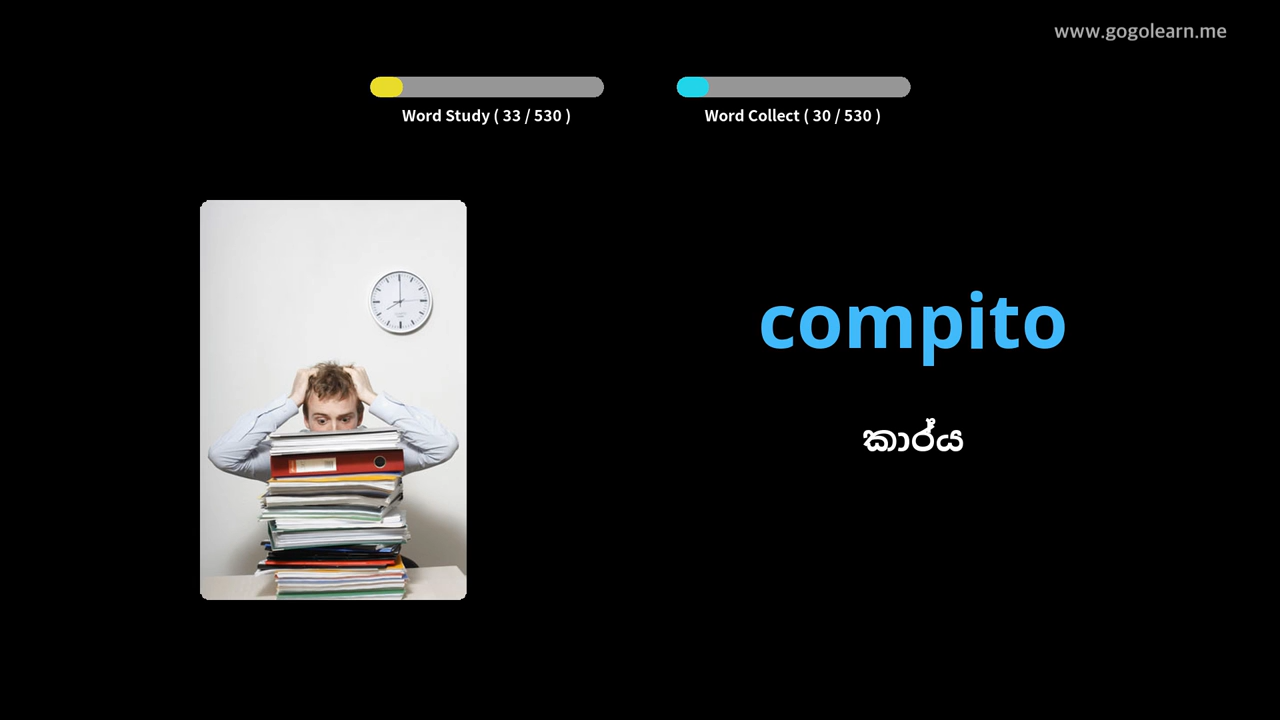 www.gogolearn.me
Word Study ( 33 / 530 )
Word Collect ( 30 / 530 )
compito
කාර්ය